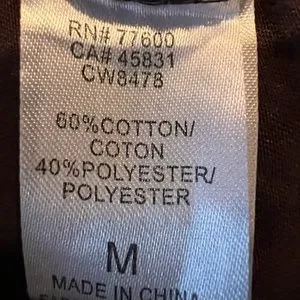 RN# 77600
CA# 45831
CW8478
60%COTTON/
COTON
40%POLYESTER/
POLYESTER
M
MADE IN CHINA